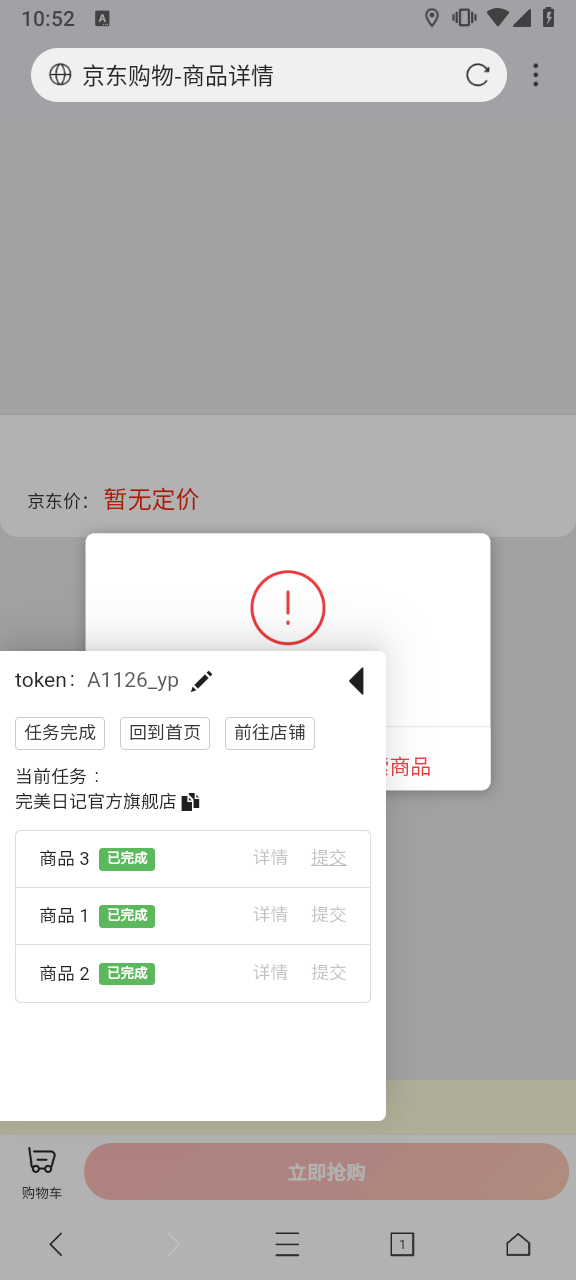 10:52
A
京东购物-商品详情
京东价：
暂无定价
token： A1126_yp
任务完成
回到首页
前往店铺
当前任务：
完美日记官方旗舰店
商品
商品 3 已完成 详情 提交
商品 1 已完成 详情 提交
商品 2 已完成 详情 提交
购物车
立即抢购
1